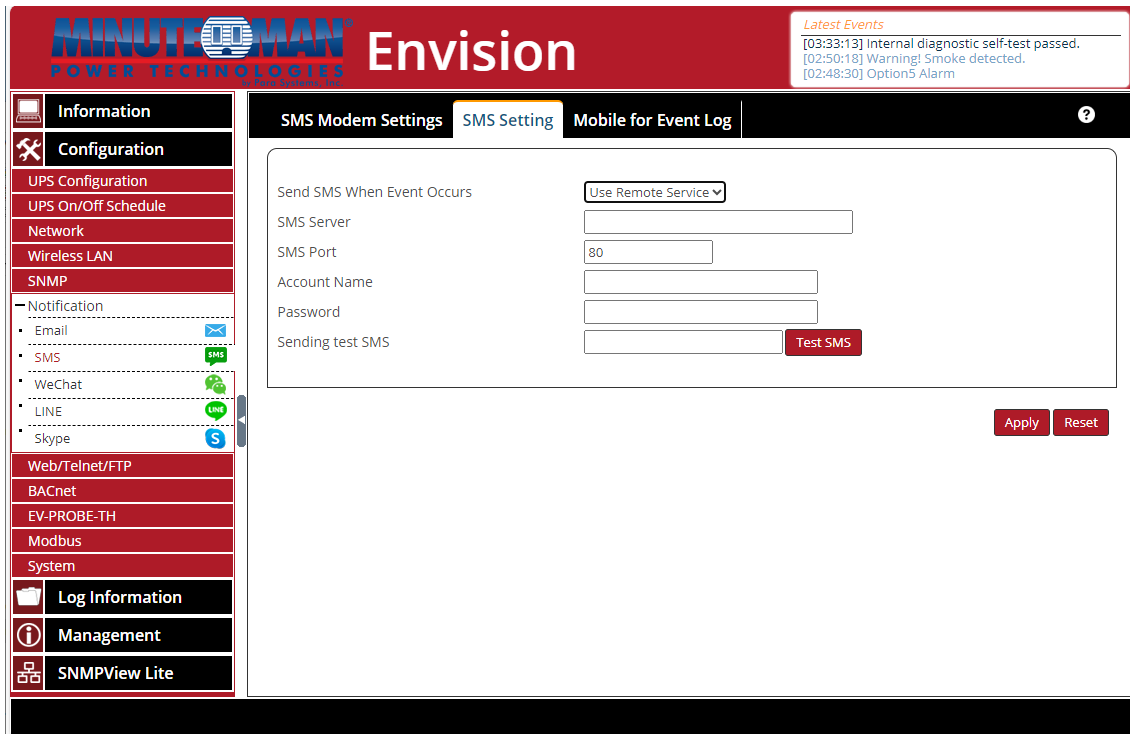 MINUTEMAN
POWER TECHNOLOGIES
by Para Systems, Inc.
Envision
Latest Events
[03:33:13] Internal diagnostic self-test passed.
[02:50:18] Warning! Smoke detected.
[02:48:30] Option5 Alarm
Information
Configuration
UPS Configuration
UPS On/Off Schedule
Network
Wireless LAN
SNMP
Notification
Email
SMS
SMS
WeChat
LINE
LINE
Skype
S
Web/Telnet/FTP
BACnet
EV-PROBE-TH
Modbus
System
Log Information
Management
SNMPView Lite
SMS Modem Settings
SMS Setting
Mobile for Event Log
?
Send SMS When Event Occurs
Use Remote Service
SMS Server
SMS Port
80
Account Name
Password
Sending test SMS
Test SMS
Apply
Reset